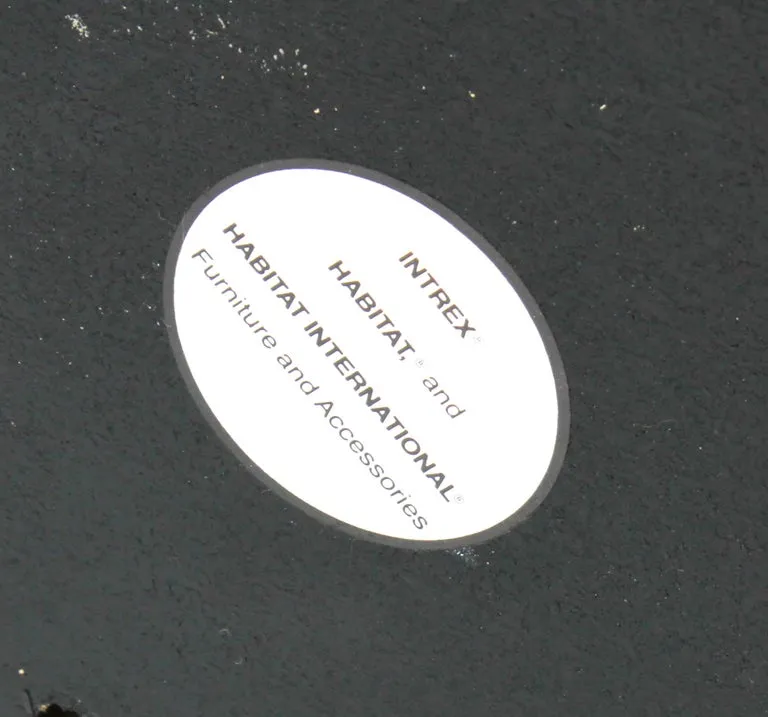 INTREX®
HABITAT,® and
HABITAT INTERNATIONAL®
Furniture and Accessories